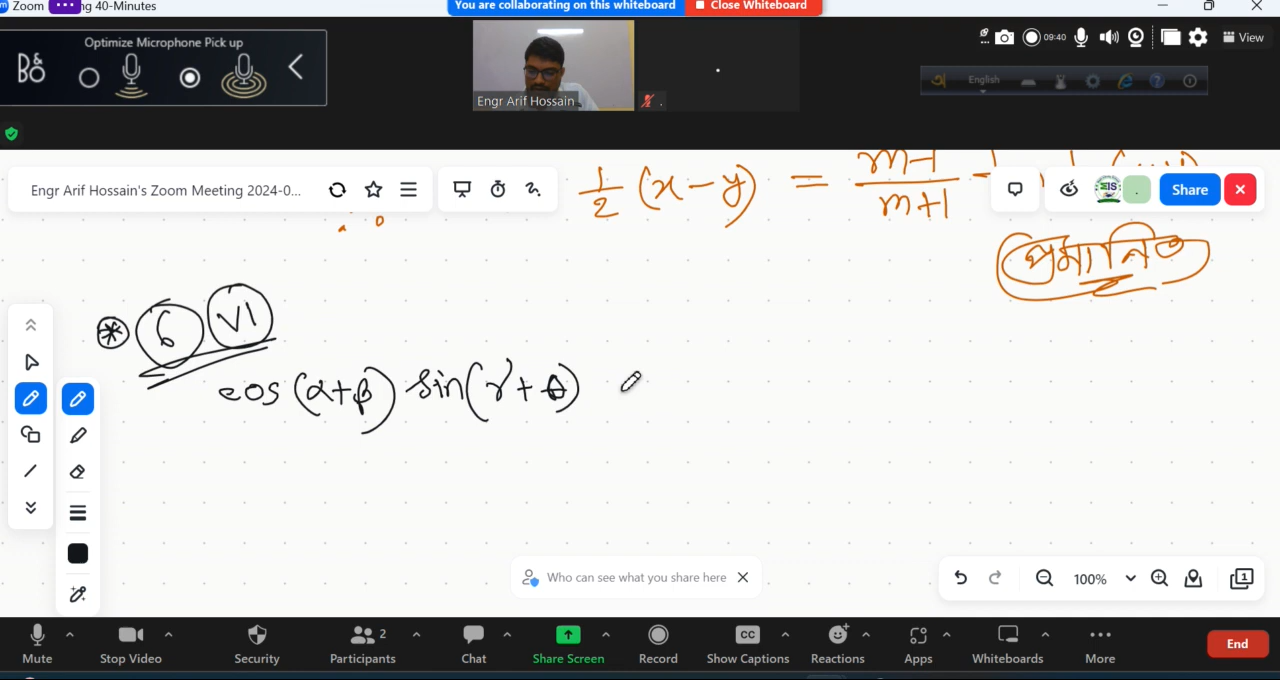 Zoom ng 40-Minutes
You are collaborating on this whiteboard Close Whiteboard
Optimize Microphone Pick up
B&O
09:40
View
English
Engr Arif Hossain
Engr Arif Hossain's Zoom Meeting 2024-0...
1/2 (x-y) = m-1/m+1
Share
প্রমানিত
* 6 VI
cos(α+β) sin(γ+θ)
Who can see what you share here
100%
1
2
CC
Mute Stop Video Security Participants Chat Share Screen Record Show Captions Reactions Apps Whiteboards More
End